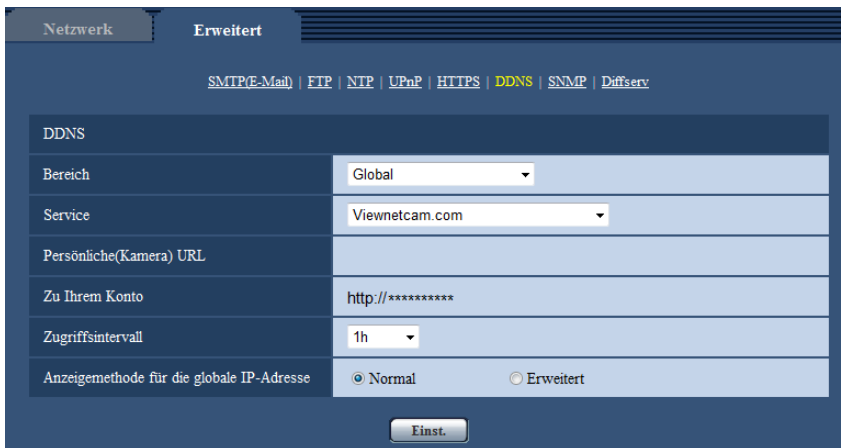 Netzwerk Erweitert
SMTP(E-Mail) | FTP | NTP | UPnP | HTTPS | DDNS | SNMP | Diffserv
DDNS
Bereich Global
Service Viewnetcam.com
Persönliche(Kamera) URL
Zu Ihrem Konto http://**********
Zugriffsintervall 1h
Anzeigemethode für die globale IP-Adresse Normal Erweitert
Einst.